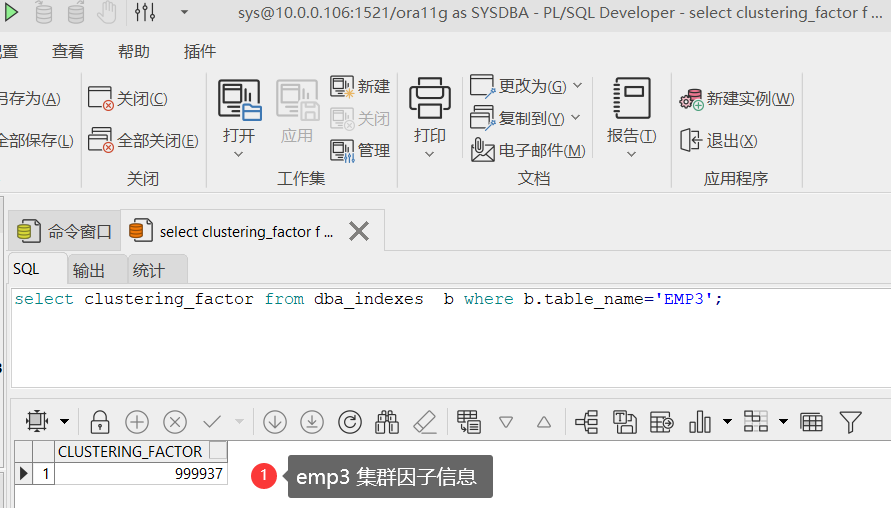 sys@10.0.0.106:1521/ora11g as SYSDBA - PL/SQL Developer - select clustering_factor f ...
置 查看 帮助 插件
另存为(A) 关闭(C) 打开 应用 新建 关闭 管理 打印 更改为(G) 复制到(Y) 电子邮件(M) 报告(I) 新建实例(W)
全部保存(L) 全部关闭(E) 退出(X)
关闭 工作集 文档 应用程序
命令窗口 select clustering_factor f ...
SQL 输出 统计
select clustering_factor from dba_indexes  b where b.table_name='EMP3';
CLUSTERING_FACTOR
1 999937
1 emp3 集群因子信息